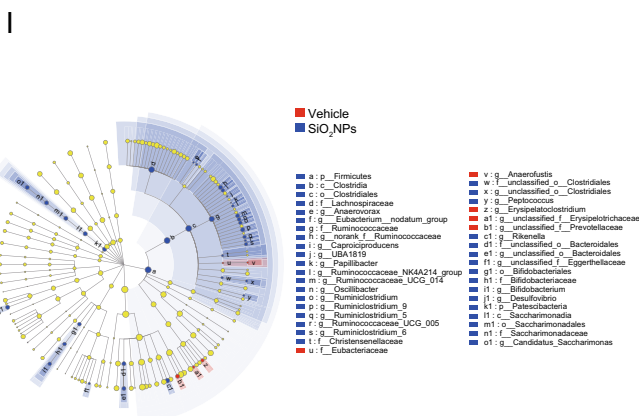 I
Vehicle
SiO2NPs
a : p__Firmicutes
b : c__Clostridia
c : o__Clostridiales
d : f__Lachnospiraceae
e : g__Anaerovorax
f : g__Eubacterium__nodatum_group
g : f__Ruminococcaceae
h : g__norank_f__Ruminococcaceae
i : g__Caproiciproducens
j : g__UBA1819
k : g__Papillibacter
l : g__Ruminococcaceae_NK4A214_group
m : g__Ruminococcaceae_UCG_014
n : g__Oscillibacter
o : g__Ruminiclostridium
p : g__Ruminiclostridium_9
q : g__Ruminiclostridium_5
r : g__Ruminococcaceae_UCG_005
s : g__Ruminiclostridium_6
t : f__Christensenellaceae
u : f__Eubacteriaceae
v : g__Anaerofustis
w : f__unclassified_o__Clostridiales
x : g__unclassified_o__Clostridiales
y : g__Peptococcus
z : g__Erysipelatoclostridium
a1 : g__unclassified_f__Erysipelotrichaceae
b1 : g__unclassified_f__Prevotellaceae
c1 : g__Rikenella
d1 : f__unclassified_o__Bacteroidales
e1 : g__unclassified_o__Bacteroidales
f1 : g__unclassified_f__Eggerthellaceae
g1 : o__Bifidobacteriales
h1 : f__Bifidobacteriaceae
i1 : g__Bifidobacterium
j1 : g__Desulfovibrio
k1 : p__Patescibacteria
l1 : c__Saccharimonadia
m1 : o__Saccharimonadales
n1 : f__Saccharimonadaceae
o1 : g__Candidatus_Saccharimonas